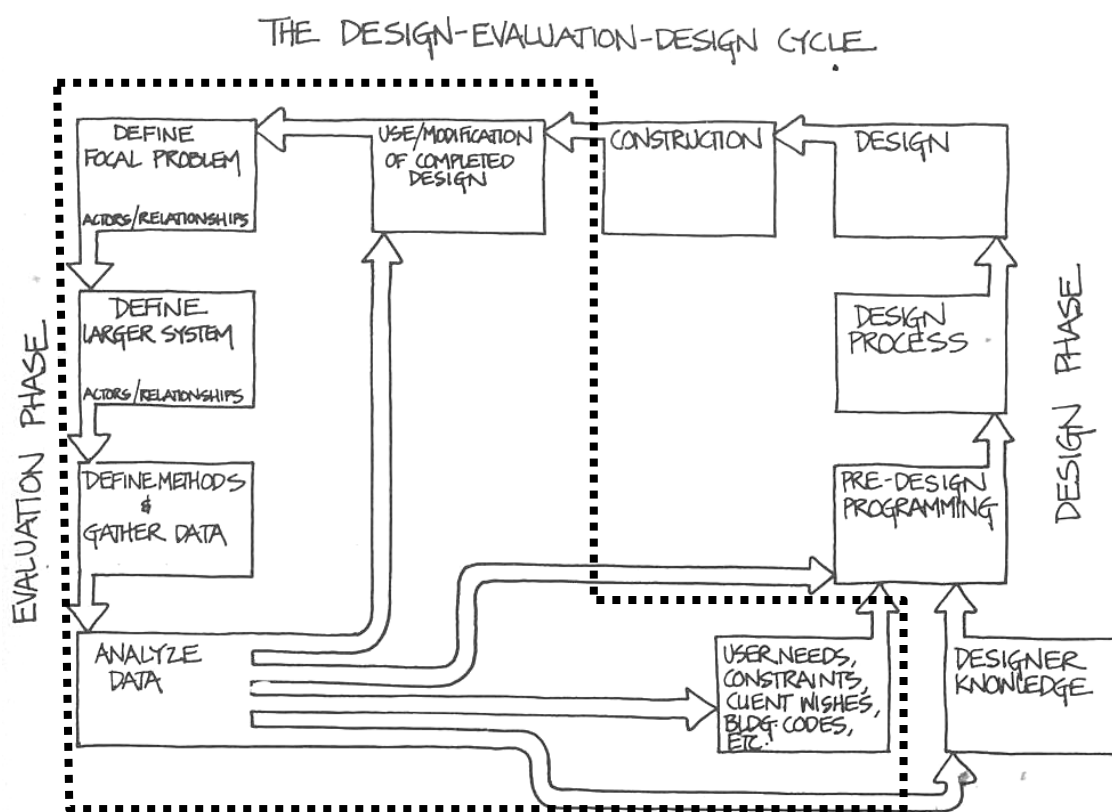 THE DESIGN-EVALUATION-DESIGN CYCLE
DEFINE
FOCAL PROBLEM
ACTORS/RELATIONSHIPS
USE/MODIFICATION
OF COMPLETED
DESIGN
CONSTRUCTION
DESIGN
DEFINE
LARGER SYSTEM
ACTORS/RELATIONSHIPS
DESIGN
PROCESS
EVALUATION PHASE
DESIGN PHASE
DEFINE METHODS
&
GATHER DATA
PRE-DESIGN
PROGRAMMING
ANALYZE
DATA
USER NEEDS,
CONSTRAINTS,
CLIENT WISHES,
BLDG. CODES,
ETC.
DESIGNER
KNOWLEDGE